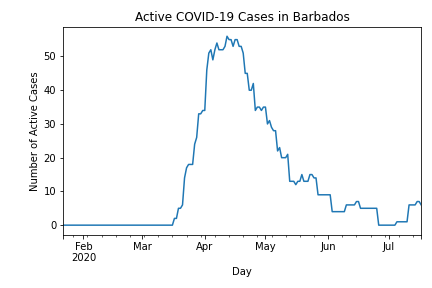 Active COVID-19 Cases in Barbados
Number of Active Cases
50
40
30
20
10
0
Feb Mar Apr May Jun Jul
2020
Day